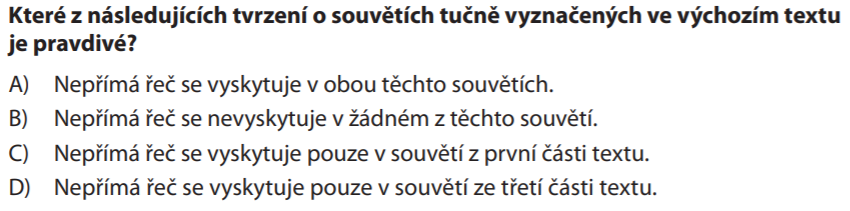 Které z následujících tvrzení o souvětích tučně vyznačených ve výchozím textu
je pravdivé?
A) Nepřímá řeč se vyskytuje v obou těchto souvětích.
B) Nepřímá řeč se nevyskytuje v žádném z těchto souvětí.
C) Nepřímá řeč se vyskytuje pouze v souvětí z první části textu.
D) Nepřímá řeč se vyskytuje pouze v souvětí ze třetí části textu.